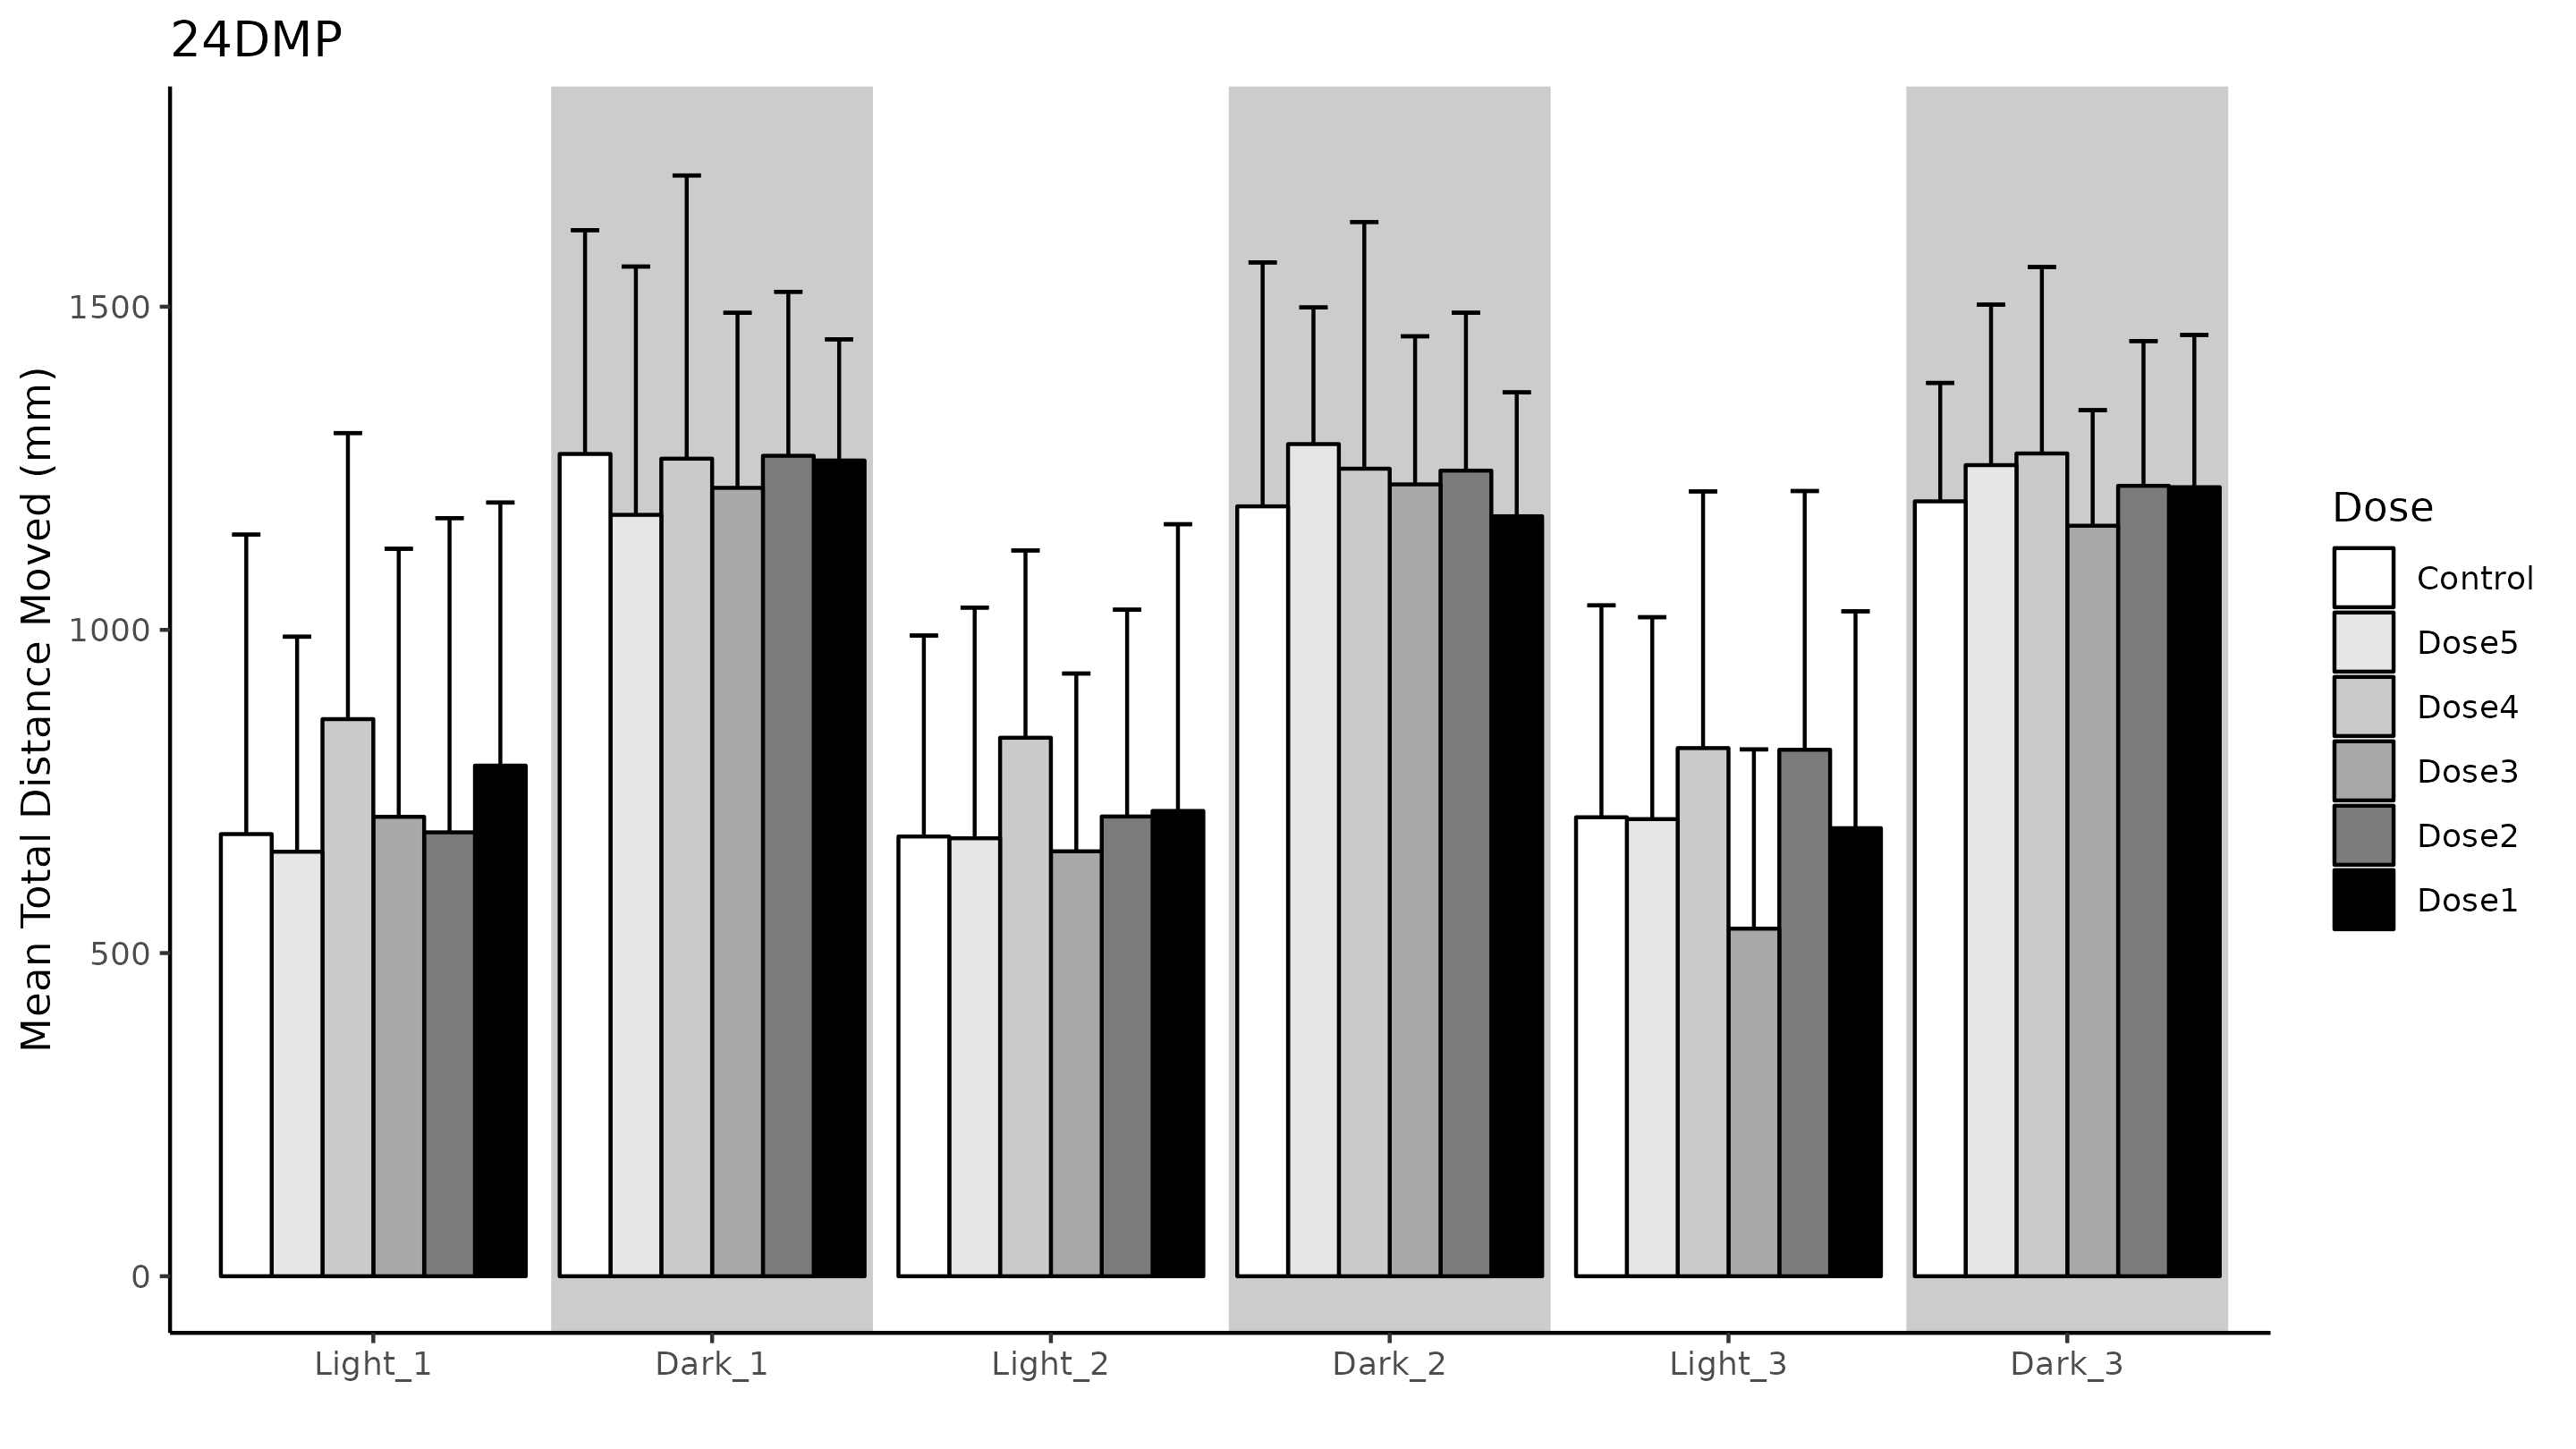 24DMP
Mean Total Distance Moved (mm)
1500
1000
500
0
Light_1
Dark_1
Light_2
Dark_2
Light_3
Dark_3
Dose
Control
Dose5
Dose4
Dose3
Dose2
Dose1